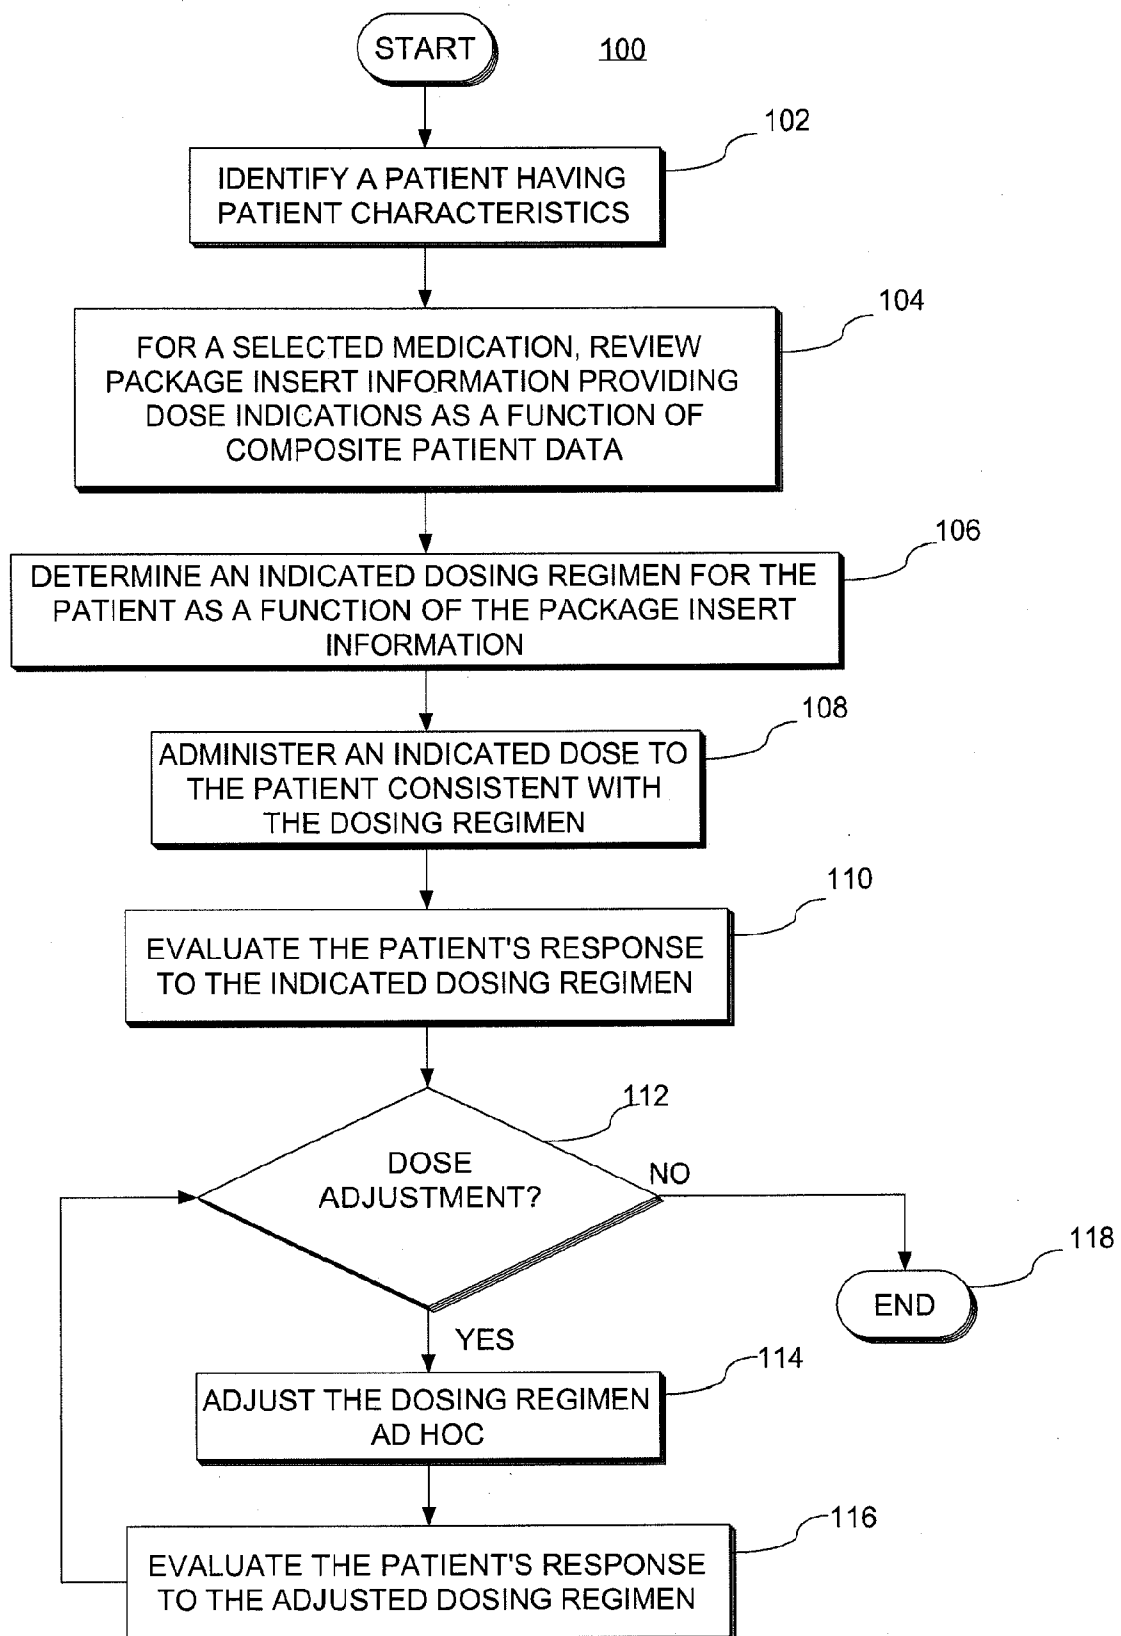 START
100
102
IDENTIFY A PATIENT HAVING
PATIENT CHARACTERISTICS
104
FOR A SELECTED MEDICATION, REVIEW
PACKAGE INSERT INFORMATION PROVIDING
DOSE INDICATIONS AS A FUNCTION OF
COMPOSITE PATIENT DATA
106
DETERMINE AN INDICATED DOSING REGIMEN FOR THE
PATIENT AS A FUNCTION OF THE PACKAGE INSERT
INFORMATION
108
ADMINISTER AN INDICATED DOSE TO
THE PATIENT CONSISTENT WITH
THE DOSING REGIMEN
110
EVALUATE THE PATIENT'S RESPONSE
TO THE INDICATED DOSING REGIMEN
112
DOSE
ADJUSTMENT?
NO
118
END
YES
114
ADJUST THE DOSING REGIMEN
AD HOC
116
EVALUATE THE PATIENT'S RESPONSE
TO THE ADJUSTED DOSING REGIMEN